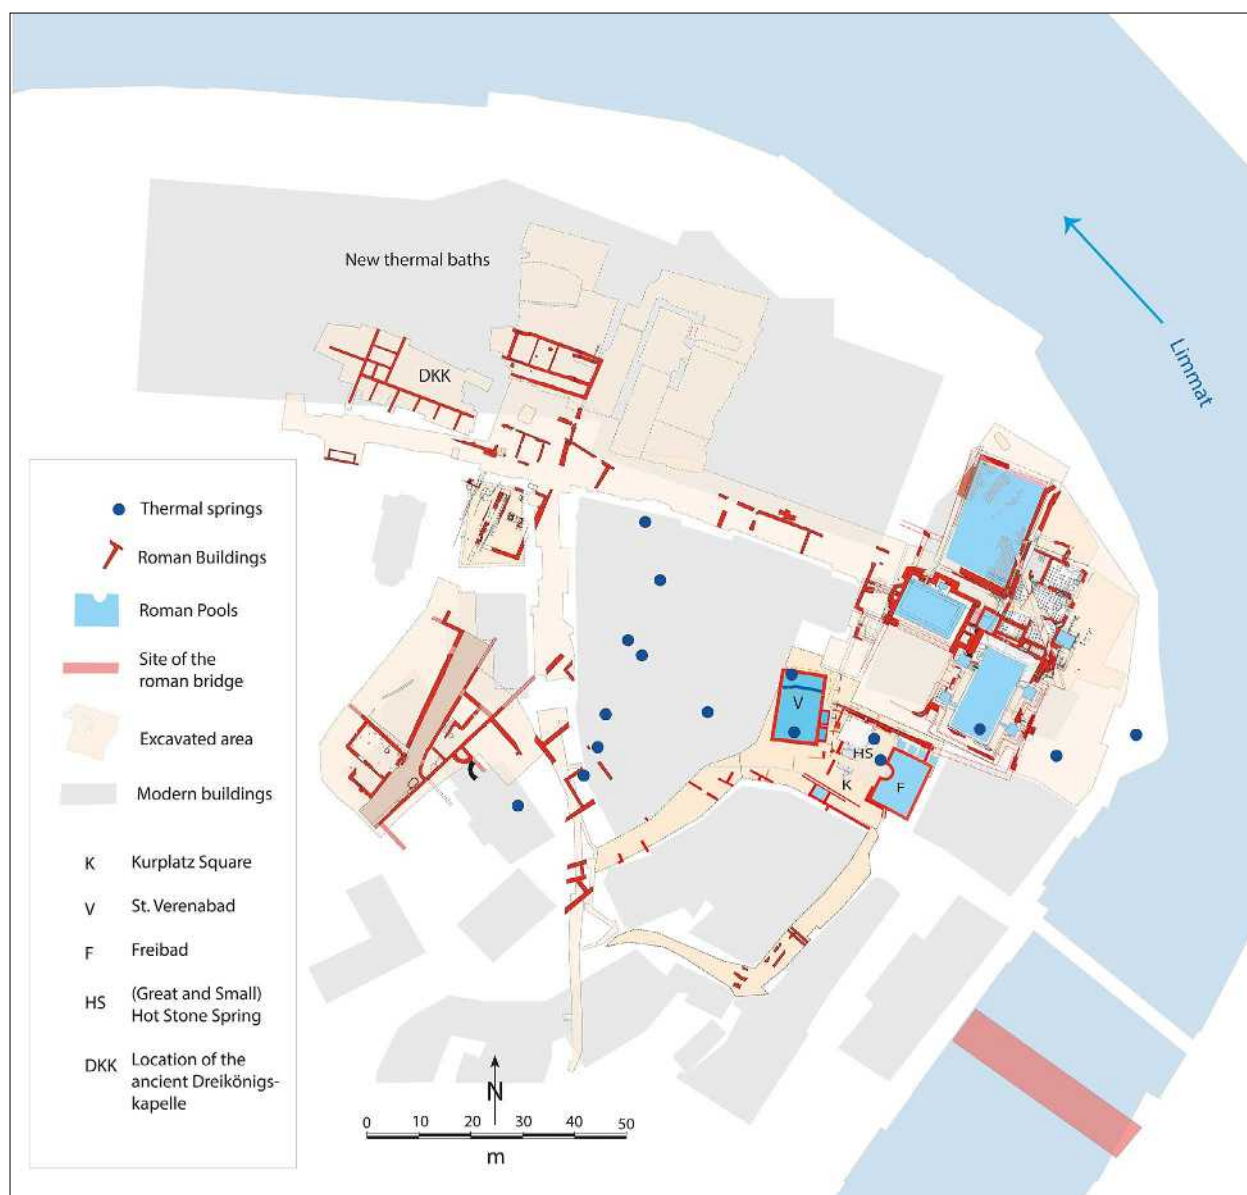 New thermal baths
DKK
Limmat
V
HS
K
F
Thermal springs
Roman Buildings
Roman Pools
Site of the
roman bridge
Excavated area
Modern buildings
K Kurplatz Square
V St. Verenabad
F Freibad
HS (Great and Small)
Hot Stone Spring
DKK Location of the
ancient Dreikönigs-
kapelle
N
0 10 20 30 40 50
m